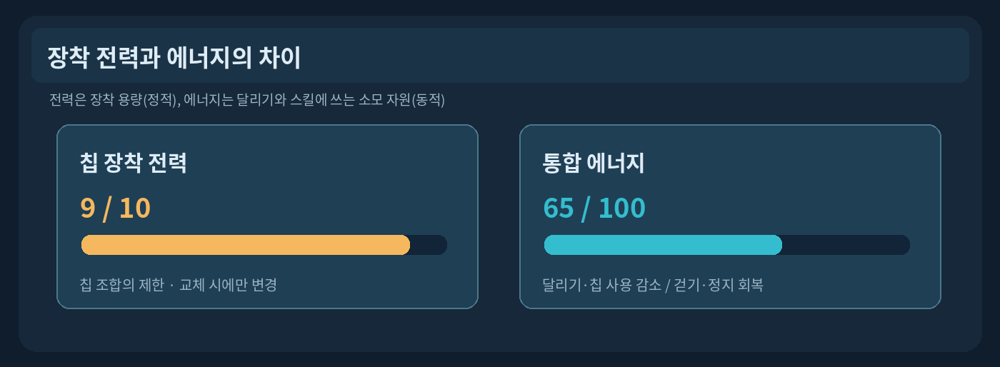 장착 전력과 에너지의 차이
전력은 장착 용량(정적), 에너지는 달리기와 스킬에 쓰는 소모 자원(동적)
칩 장착 전력
9 / 10
칩 조합의 제한 · 교체 시에만 변경
통합 에너지
65 / 100
달리기·칩 사용 감소 / 걷기·정지 회복